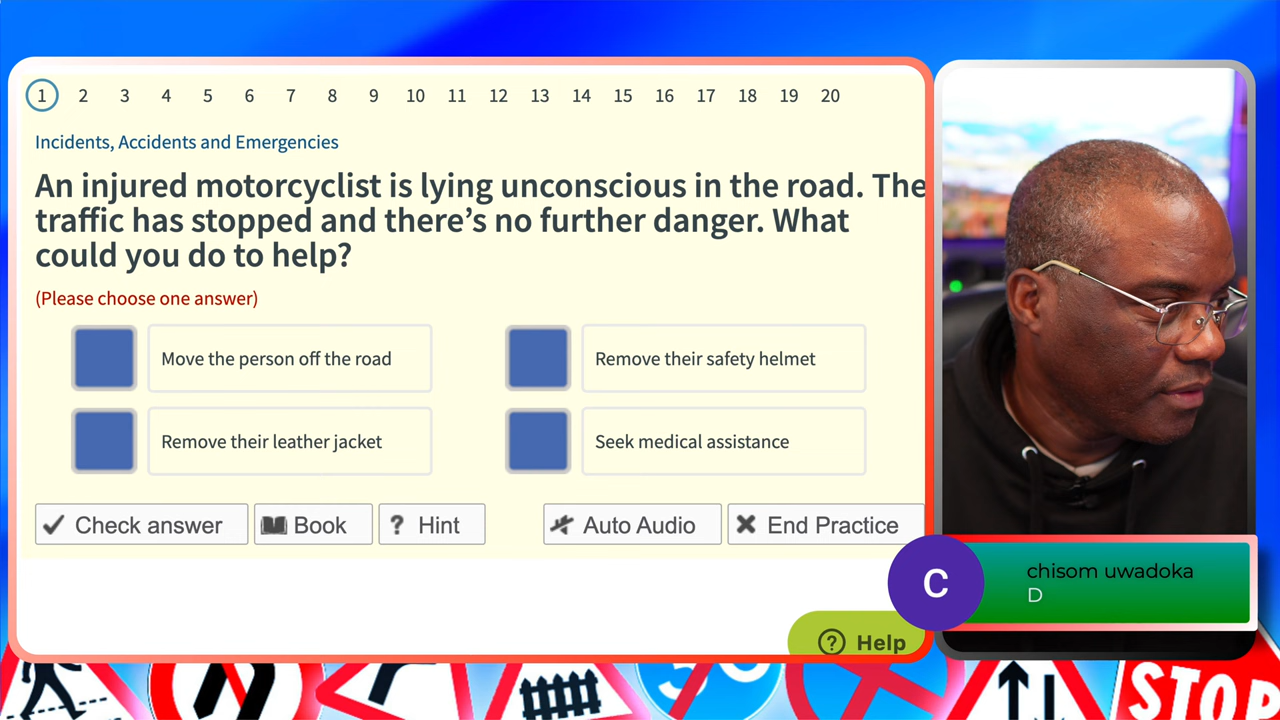 1 2 3 4 5 6 7 8 9 10 11 12 13 14 15 16 17 18 19 20
Incidents, Accidents and Emergencies
An injured motorcyclist is lying unconscious in the road. The
traffic has stopped and there’s no further danger. What
could you do to help?
(Please choose one answer)
Move the person off the road
Remove their safety helmet
Remove their leather jacket
Seek medical assistance
Check answer
Book
? Hint
Auto Audio
End Practice
C
chisom uwadoka
D
? Help
STOP